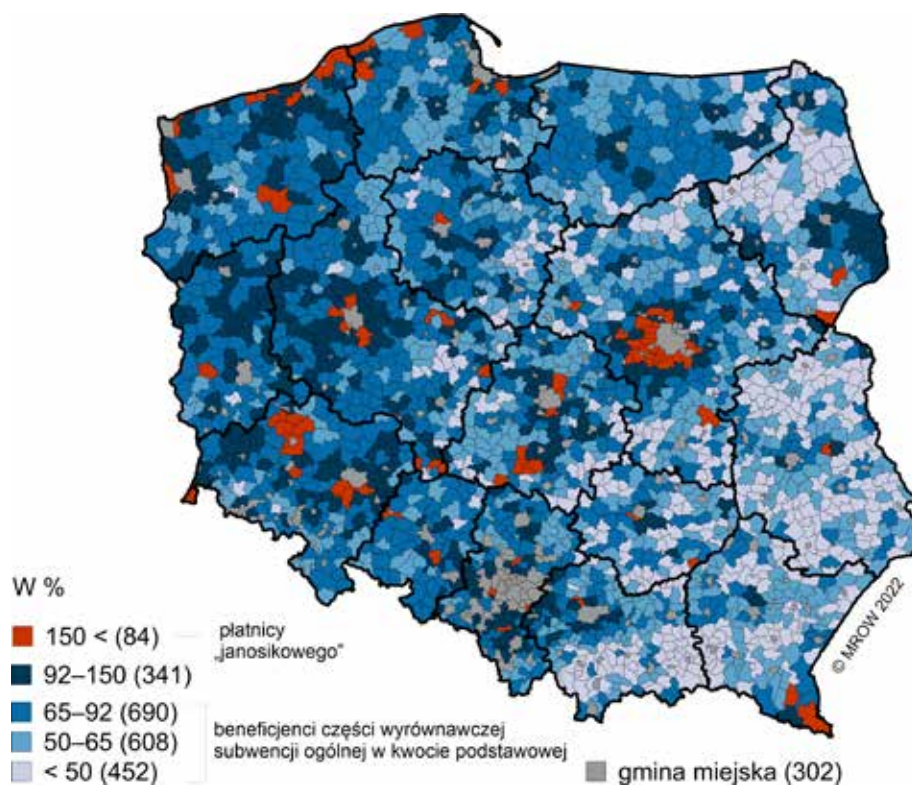 W %
150 < (84)
płatnicy
„janosikowego”
92–150 (341)
65–92 (690)
50–65 (608)
< 50 (452)
beneficjenci części wyrównawczej
subwencji ogólnej w kwocie podstawowej
gmina miejska (302)
© MROW 2022